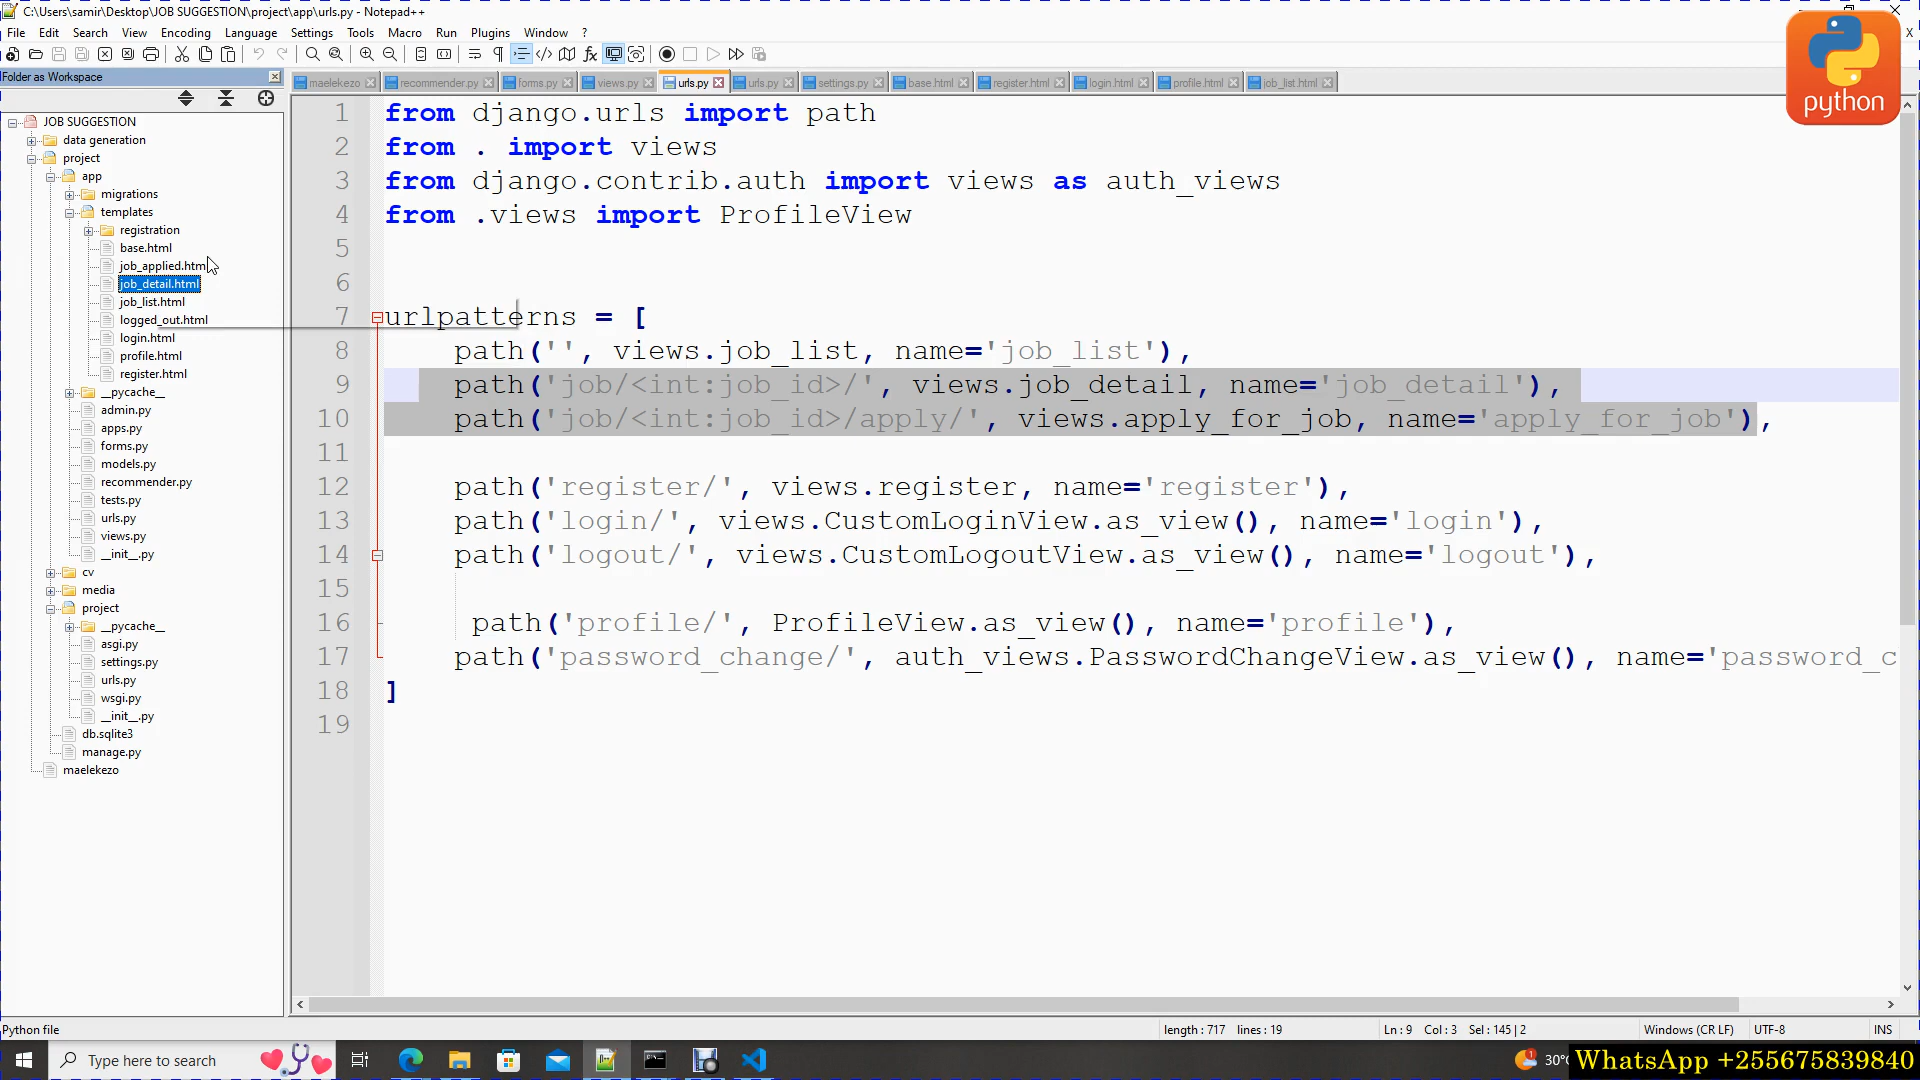 C:\Users\samir\Desktop\JOB SUGGESTION\project\app\urls.py - Notepad++
File Edit Search View Encoding Language Settings Tools Macro Run Plugins Window ? X
Folder as Workspace
maelekezo recommender.py forms.py views.py urls.py urls.py settings.py base.html register.html login.html profile.html job_list.html
python
JOB SUGGESTION
data generation
project
app
migrations
templates
registration
base.html
job_applied.htm
job_detail.html
job_list.html
logged_out.html
login.html
profile.html
register.html
__pycache__
admin.py
apps.py
forms.py
models.py
recommender.py
tests.py
urls.py
views.py
__init__.py
cv
media
project
__pycache__
asgi.py
settings.py
urls.py
wsgi.py
__init__.py
db.sqlite3
manage.py
maelekezo
1 from django.urls import path
2 from . import views
3 from django.contrib.auth import views as auth_views
4 from .views import ProfileView
5
6
7 urlpatterns = [
8 path('', views.job_list, name='job_list'),
9 path('job/<int:job_id>/', views.job_detail, name='job_detail'),
10 path('job/<int:job_id>/apply/', views.apply_for_job, name='apply_for_job'),
11
12 path('register/', views.register, name='register'),
13 path('login/', views.CustomLoginView.as_view(), name='login'),
14 path('logout/', views.CustomLogoutView.as_view(), name='logout'),
15
16 path('profile/', ProfileView.as_view(), name='profile'),
17 path('password_change/', auth_views.PasswordChangeView.as_view(), name='password_c
18 ]
19
Python file length : 717 lines : 19 Ln : 9 Col : 3 Sel : 145 | 2 Windows (CR LF) UTF-8 INS
Type here to search 30°C WhatsApp +255675839840